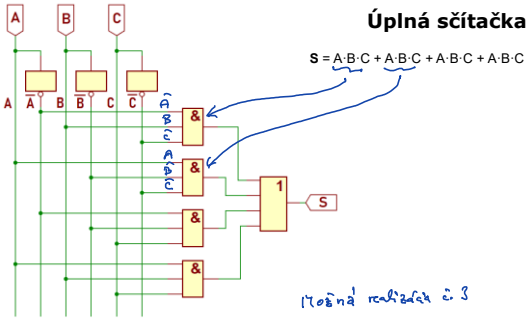 A B C
Úplná sčítačka
S = A·B·C + A·B·C + A·B·C + A·B·C
A A̅ B B̅ C C̅
A̅
B
C̅
&
A
B̅
C̅
&
1
S
&
&
Možná realizace č. 3